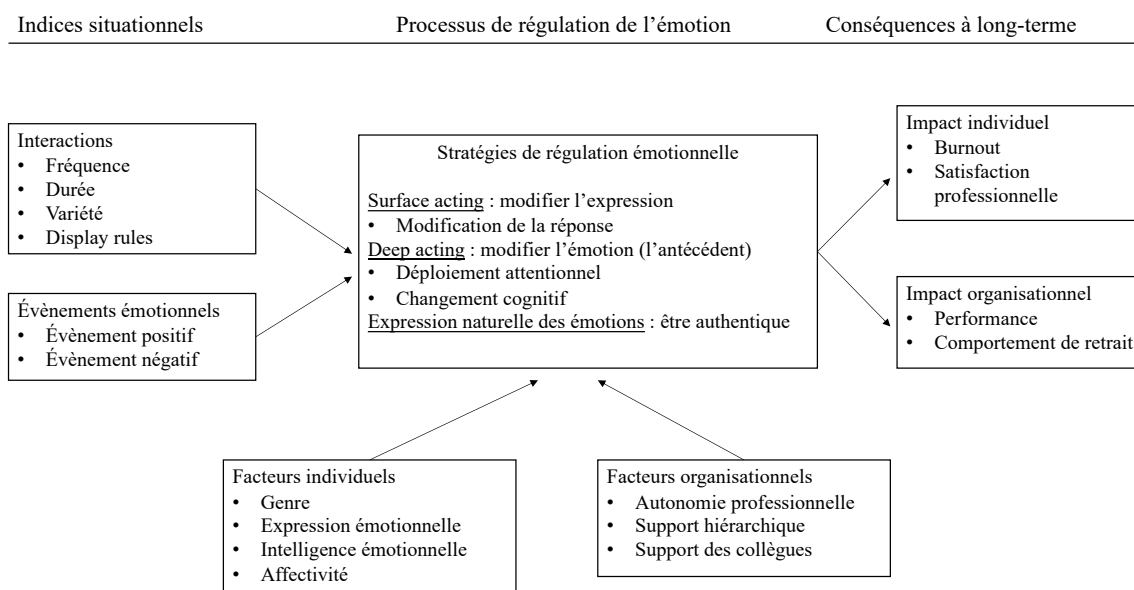 Indices situationnels
Processus de régulation de l’émotion
Conséquences à long-terme
Interactions
• Fréquence
• Durée
• Variété
• Display rules
Évènements émotionnels
• Évènement positif
• Évènement négatif
Stratégies de régulation émotionnelle
Surface acting : modifier l’expression
• Modification de la réponse
Deep acting : modifier l’émotion (l’antécédent)
• Déploiement attentionnel
• Changement cognitif
Expression naturelle des émotions : être authentique
Impact individuel
• Burnout
• Satisfaction
professionnelle
Impact organisationnel
• Performance
• Comportement de retrait
Facteurs individuels
• Genre
• Expression émotionnelle
• Intelligence émotionnelle
• Affectivité
Facteurs organisationnels
• Autonomie professionnelle
• Support hiérarchique
• Support des collègues